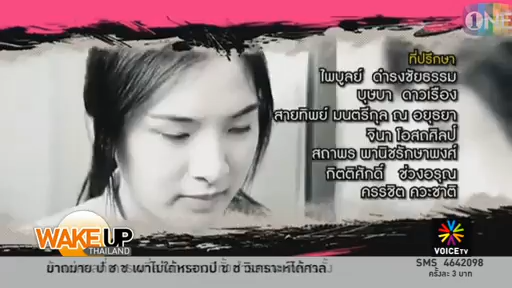 1 ONE
ที่ปรึกษา
ไพบูลย์ ดำรงชัยธรรม
บุษบา ดาวเรือง
สายทิพย์ มนตรีกุล ณ อยุธยา
จินา โอสถศิลป์
สถาพร พานิชรักษาพงศ์
กิตติศักดิ์ ช่วงอรุณ
ครรชิต ควะชาติ
WAKE UP
THAILAND
VOICE TV
SMS 4642098
ครั้งละ 3 บาท